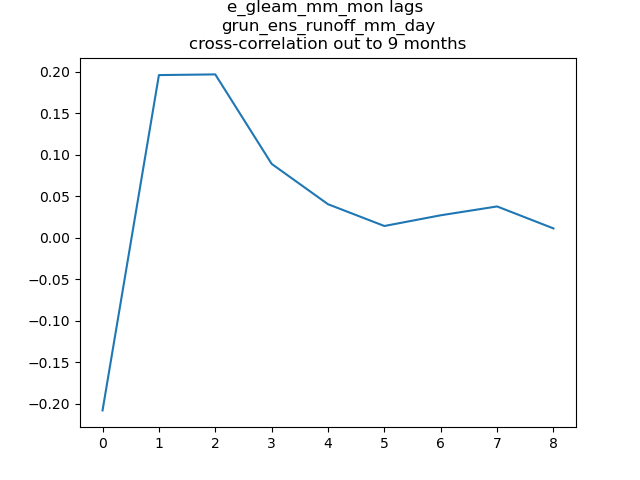 e_gleam_mm_mon lags
grun_ens_runoff_mm_day
cross-correlation out to 9 months
0.20
0.15
0.10
0.05
0.00
−0.05
−0.10
−0.15
−0.20
0 1 2 3 4 5 6 7 8